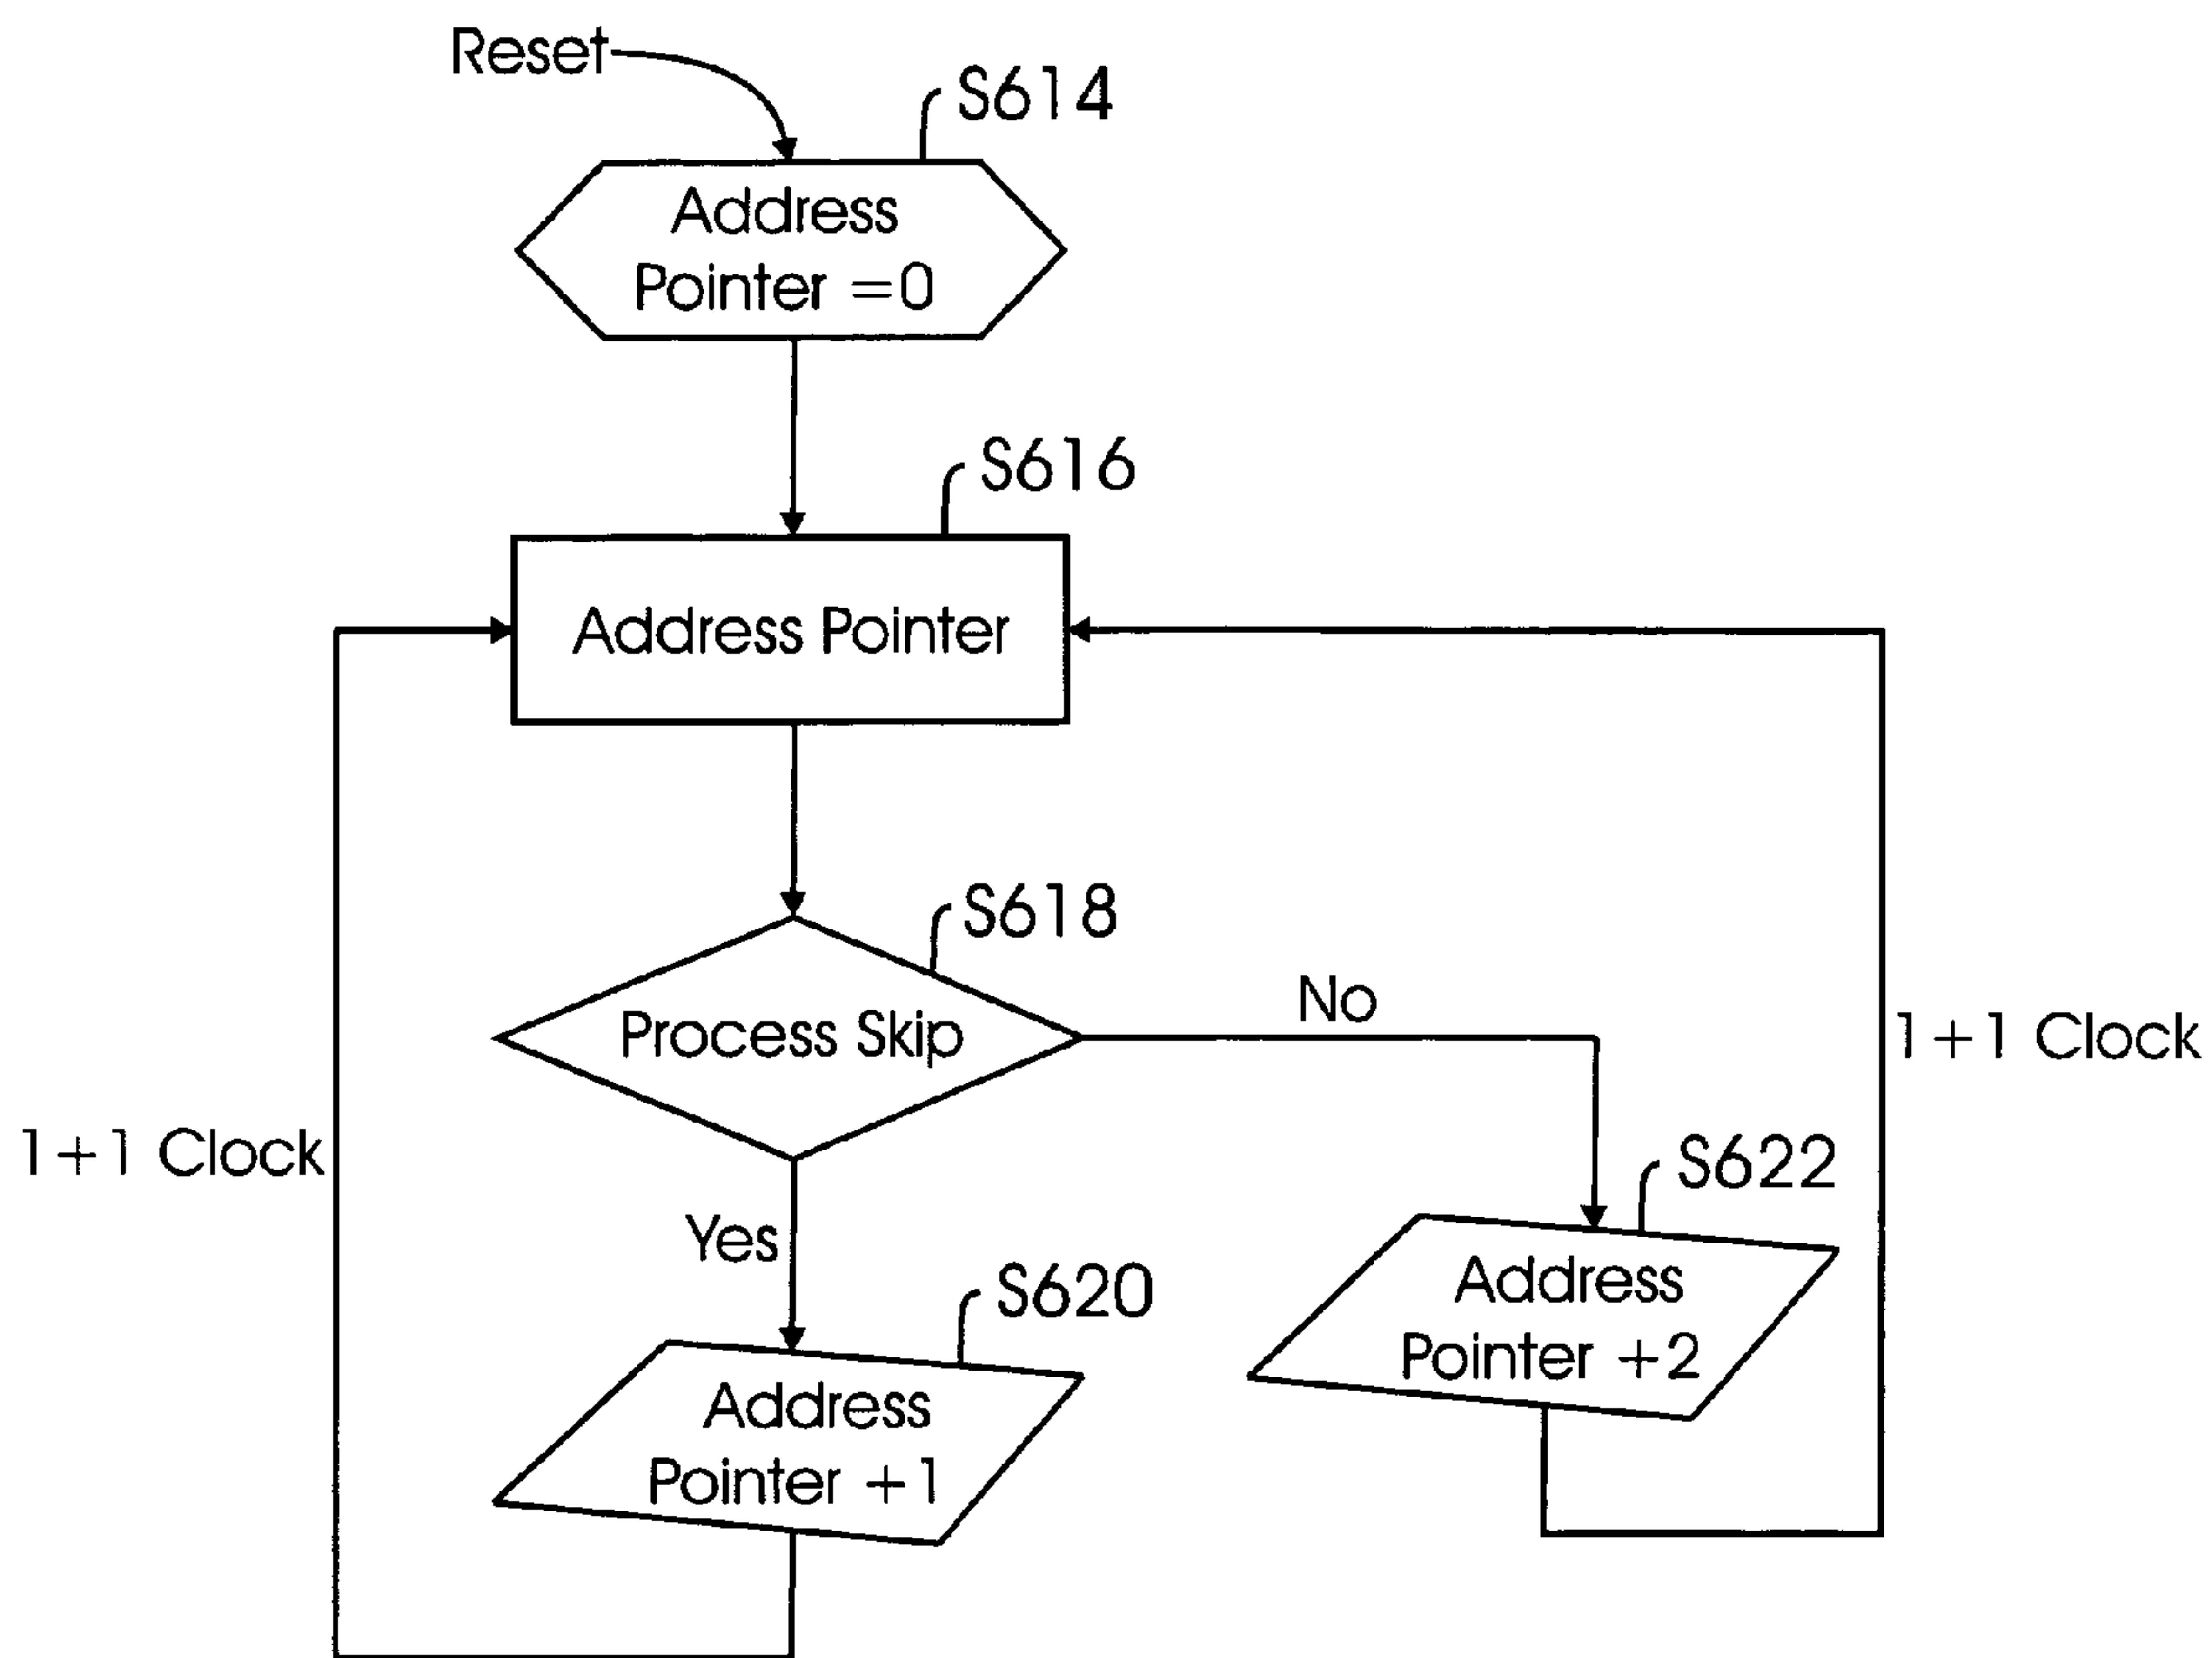 Reset
S614
Address
Pointer =0
S616
Address Pointer
S618
Process Skip
No
1+1 Clock
1+1 Clock
Yes
S622
Address
Pointer +2
S620
Address
Pointer +1